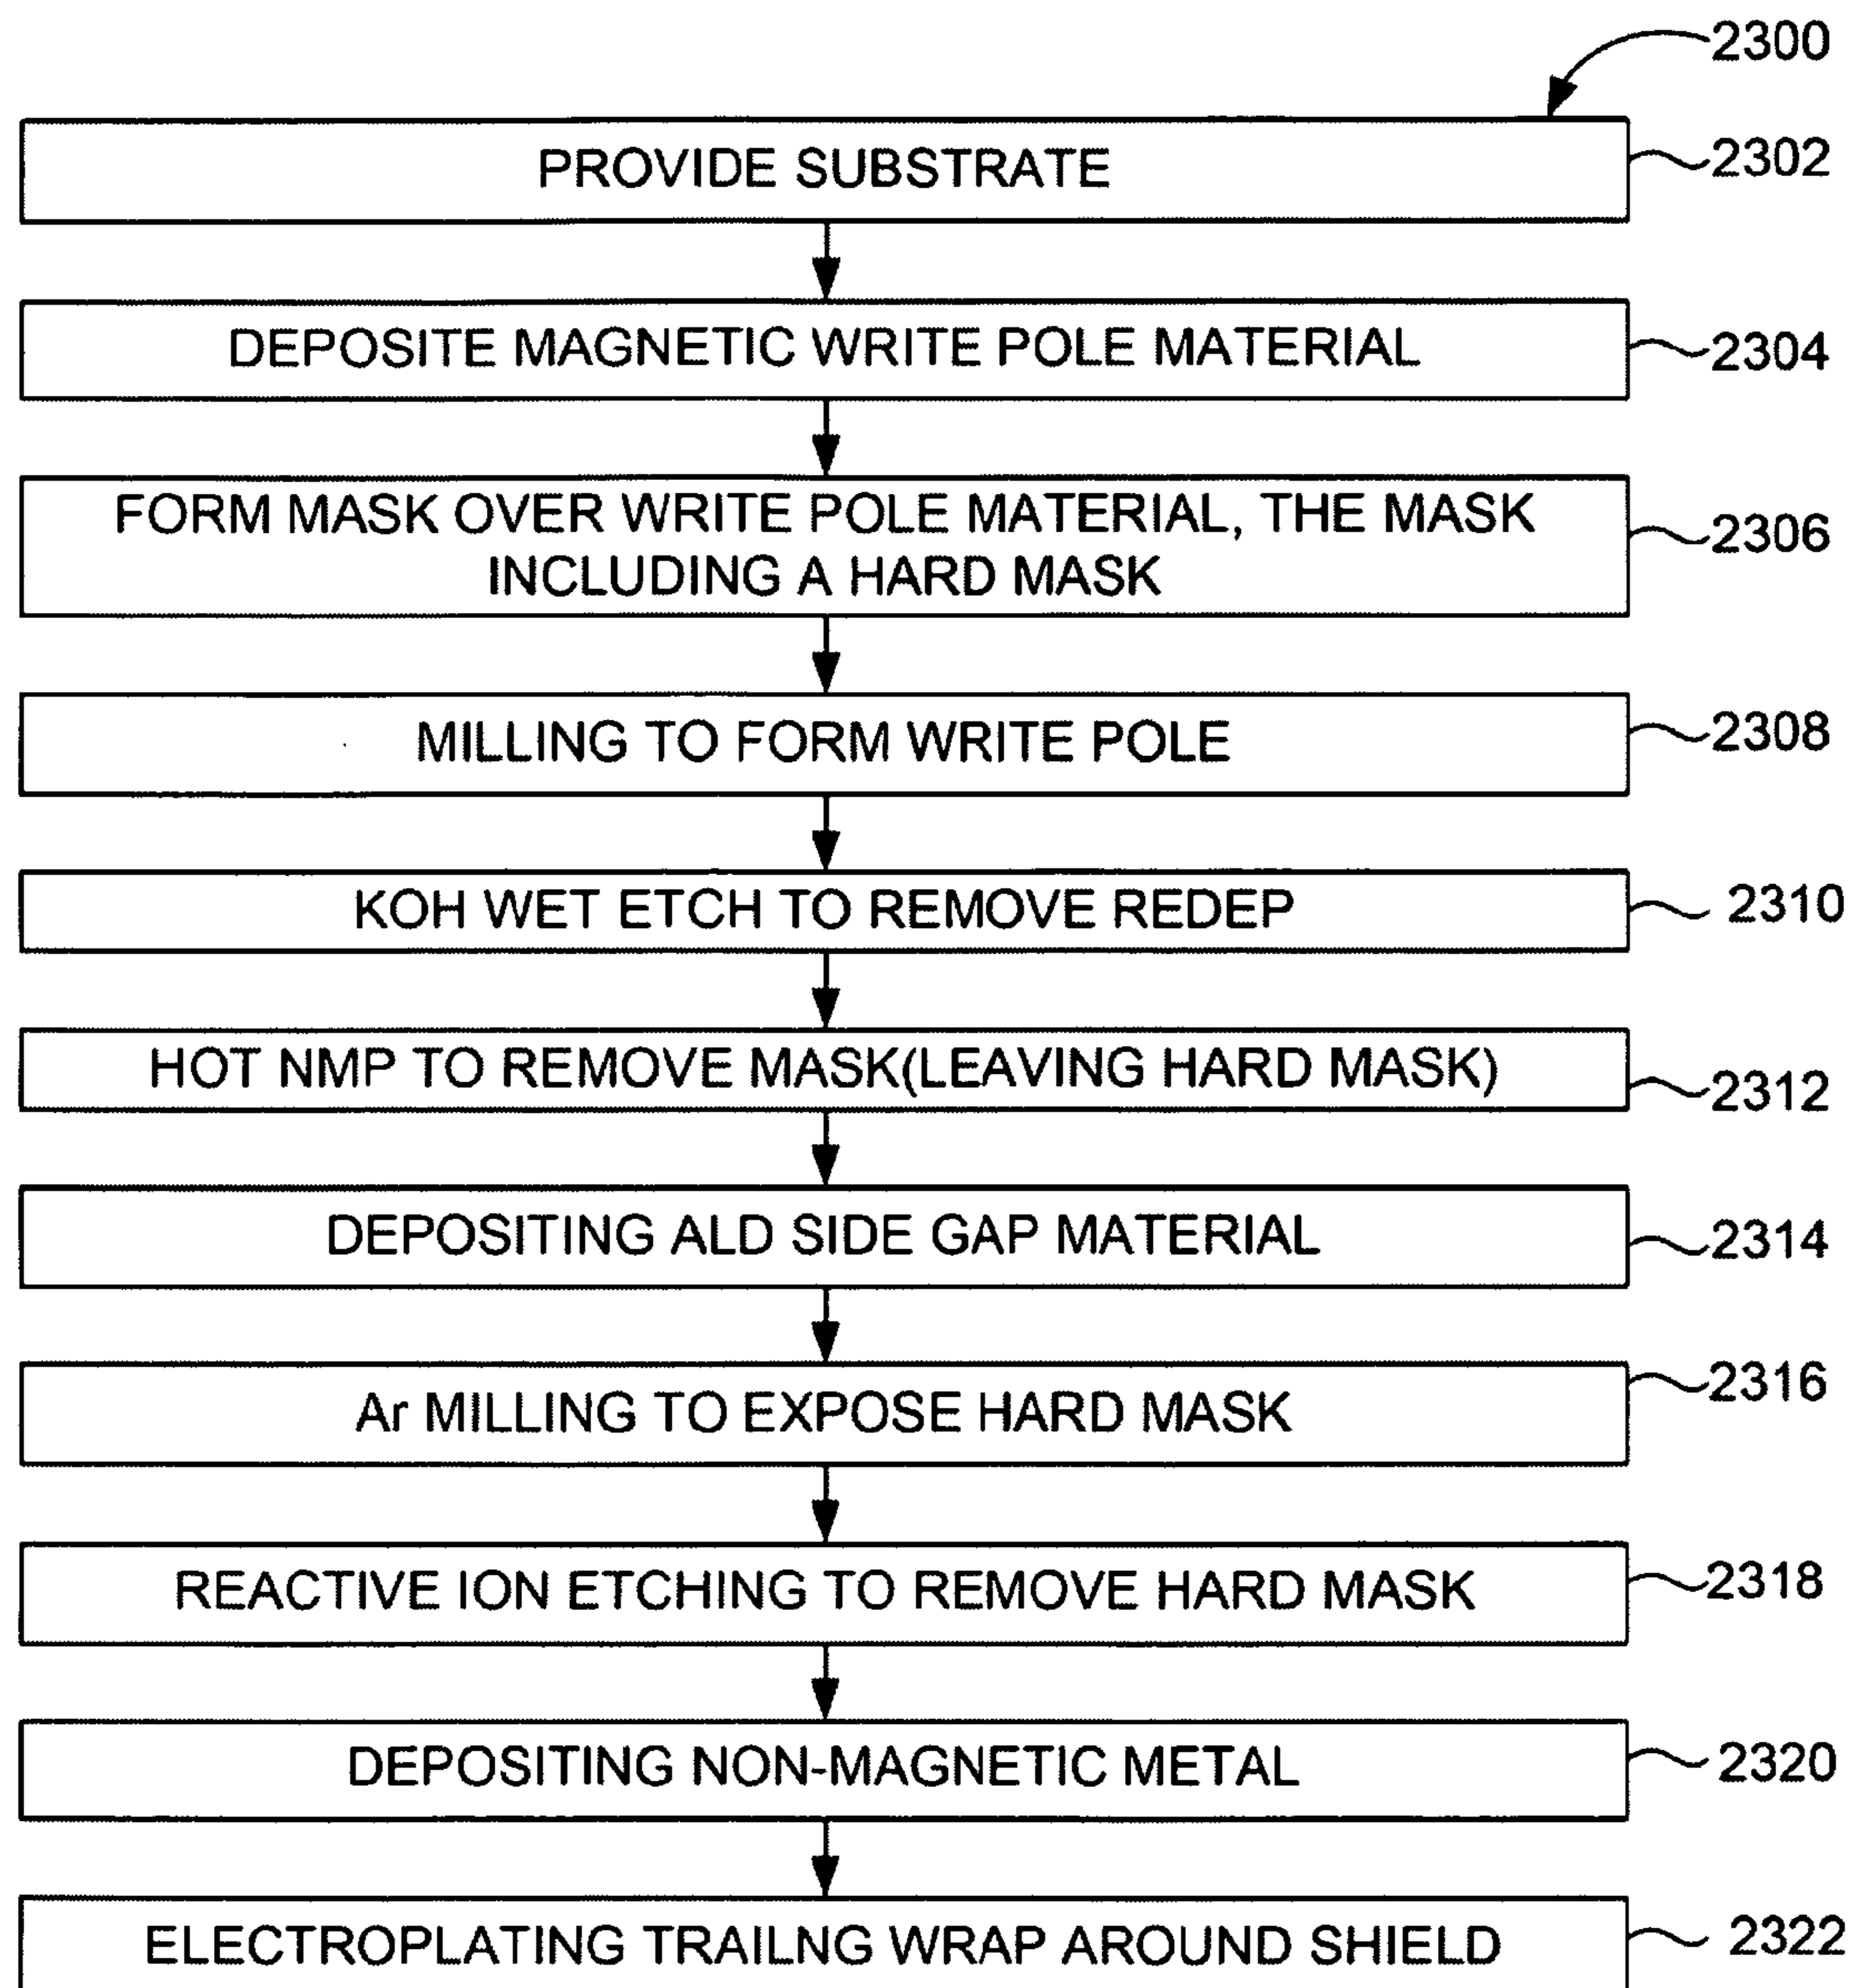 2300
PROVIDE SUBSTRATE 2302
DEPOSITE MAGNETIC WRITE POLE MATERIAL 2304
FORM MASK OVER WRITE POLE MATERIAL, THE MASK
INCLUDING A HARD MASK 2306
MILLING TO FORM WRITE POLE 2308
KOH WET ETCH TO REMOVE REDEP 2310
HOT NMP TO REMOVE MASK(LEAVING HARD MASK) 2312
DEPOSITING ALD SIDE GAP MATERIAL 2314
Ar MILLING TO EXPOSE HARD MASK 2316
REACTIVE ION ETCHING TO REMOVE HARD MASK 2318
DEPOSITING NON-MAGNETIC METAL 2320
ELECTROPLATING TRAILNG WRAP AROUND SHIELD 2322